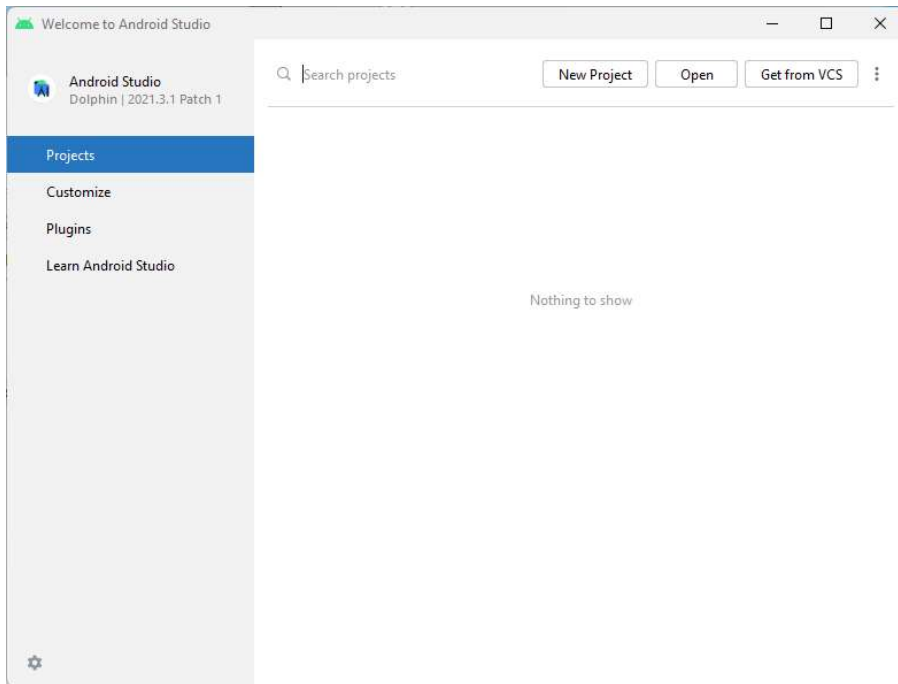 Welcome to Android Studio
Android Studio
Dolphin | 2021.3.1 Patch 1
Projects
Customize
Plugins
Learn Android Studio
Search projects
New Project
Open
Get from VCS
Nothing to show